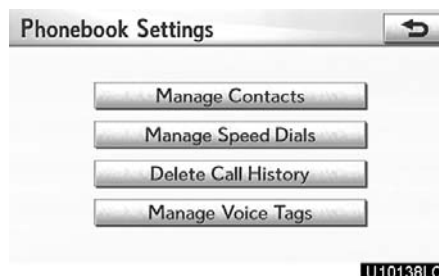 Phonebook Settings
Manage Contacts
Manage Speed Dials
Delete Call History
Manage Voice Tags
U10138LC